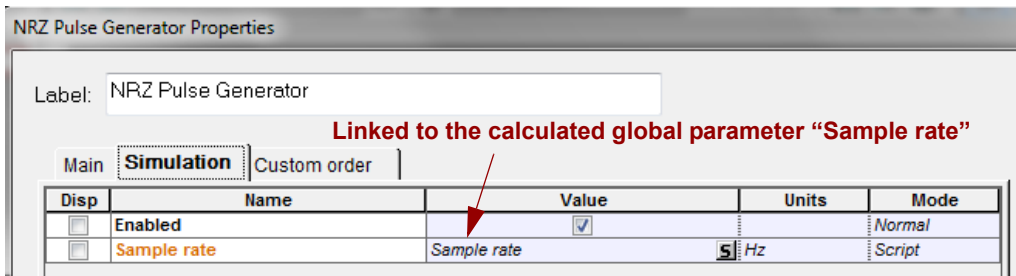 NRZ Pulse Generator Properties
Label: NRZ Pulse Generator
Linked to the calculated global parameter “Sample rate”
Main Simulation Custom order
Disp Name Value Units Mode
Enabled Normal
Sample rate Sample rate S Hz Script